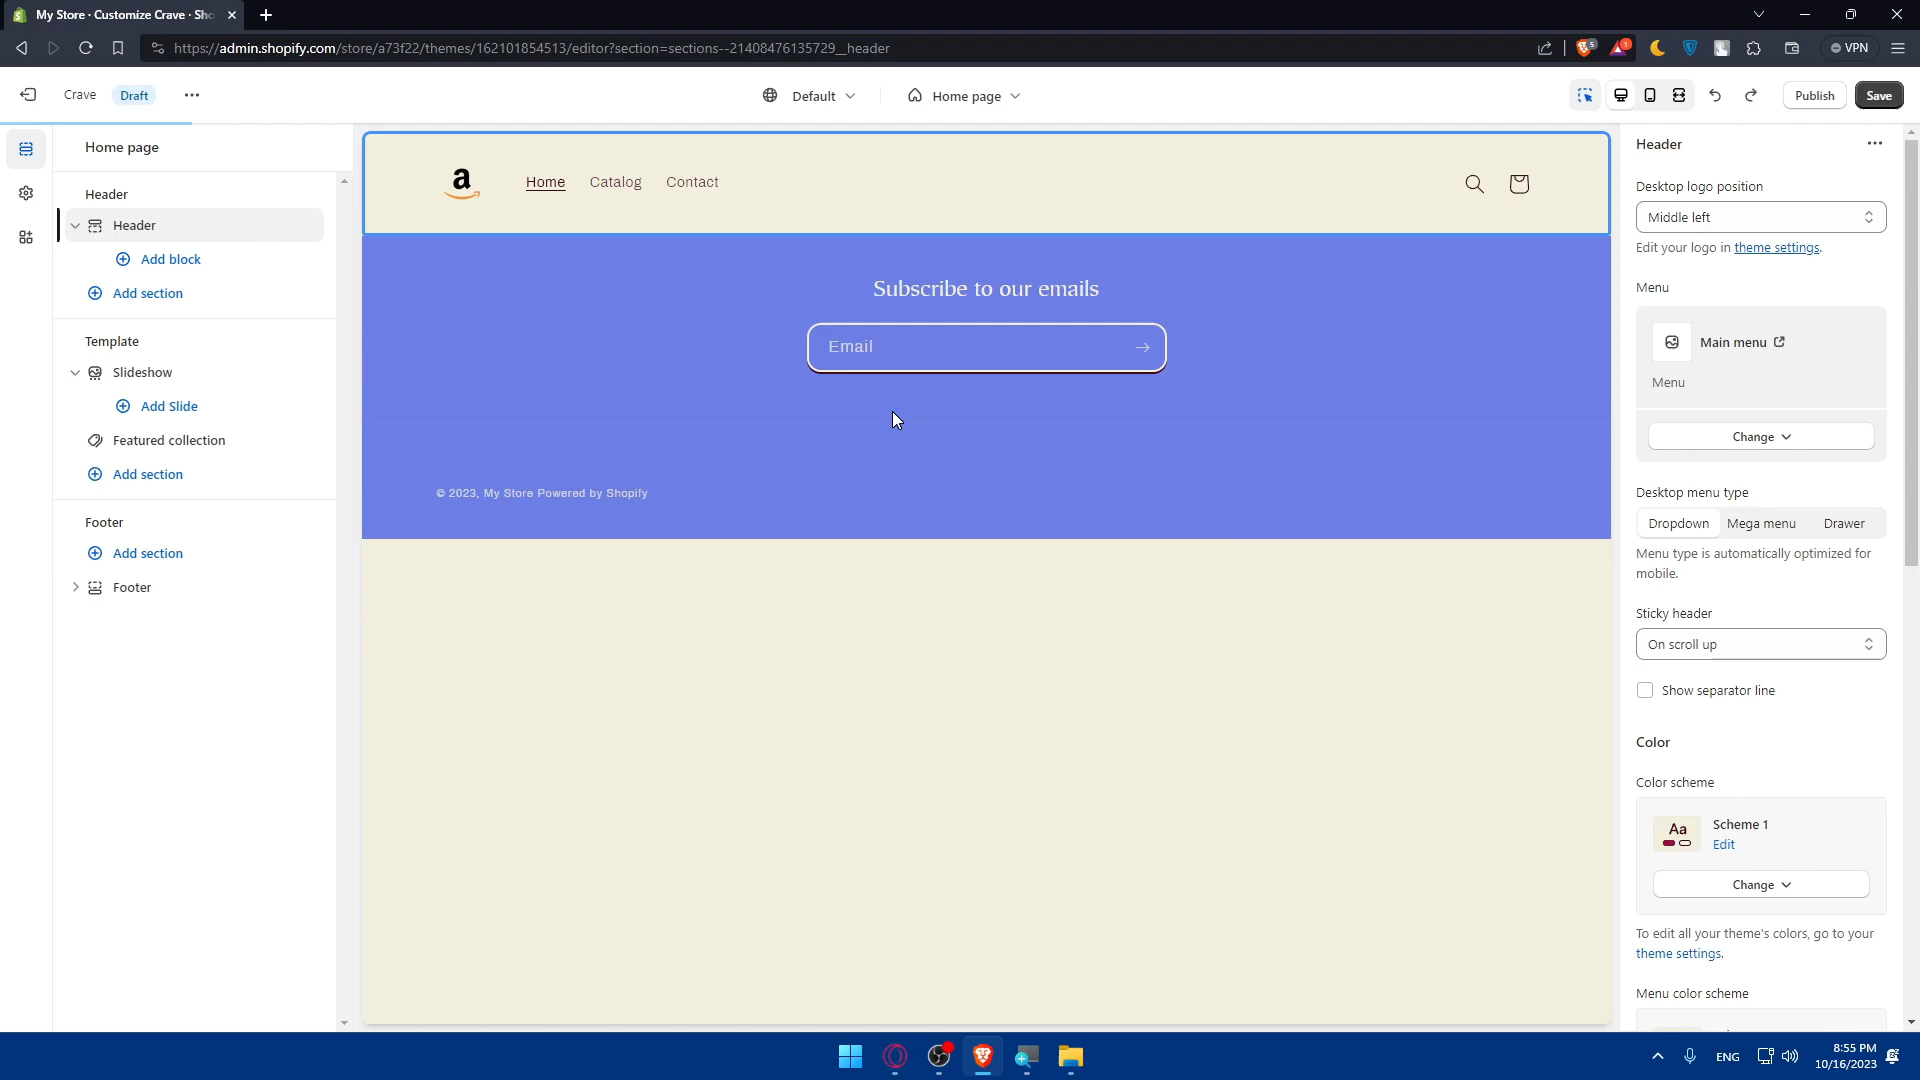 My Store · Customize Crave · Sho
https://admin.shopify.com/store/a73f22/themes/162101854513/editor?section=sections--21408476135729__header
VPN
Crave
Draft
Default
Home page
Publish
Save
Home page
Header
Header
Add block
Add section
Template
Slideshow
Add Slide
Featured collection
Add section
Footer
Add section
Footer
a
Home
Catalog
Contact
Subscribe to our emails
Email
© 2023, My Store Powered by Shopify
Header
Desktop logo position
Middle left
Edit your logo in theme settings.
Menu
Main menu
Menu
Change
Desktop menu type
Dropdown
Mega menu
Drawer
Menu type is automatically optimized for
mobile.
Sticky header
On scroll up
Show separator line
Color
Color scheme
Aa
Scheme 1
Edit
Change
To edit all your theme's colors, go to your
theme settings.
Menu color scheme
ENG
8:55 PM
10/16/2023